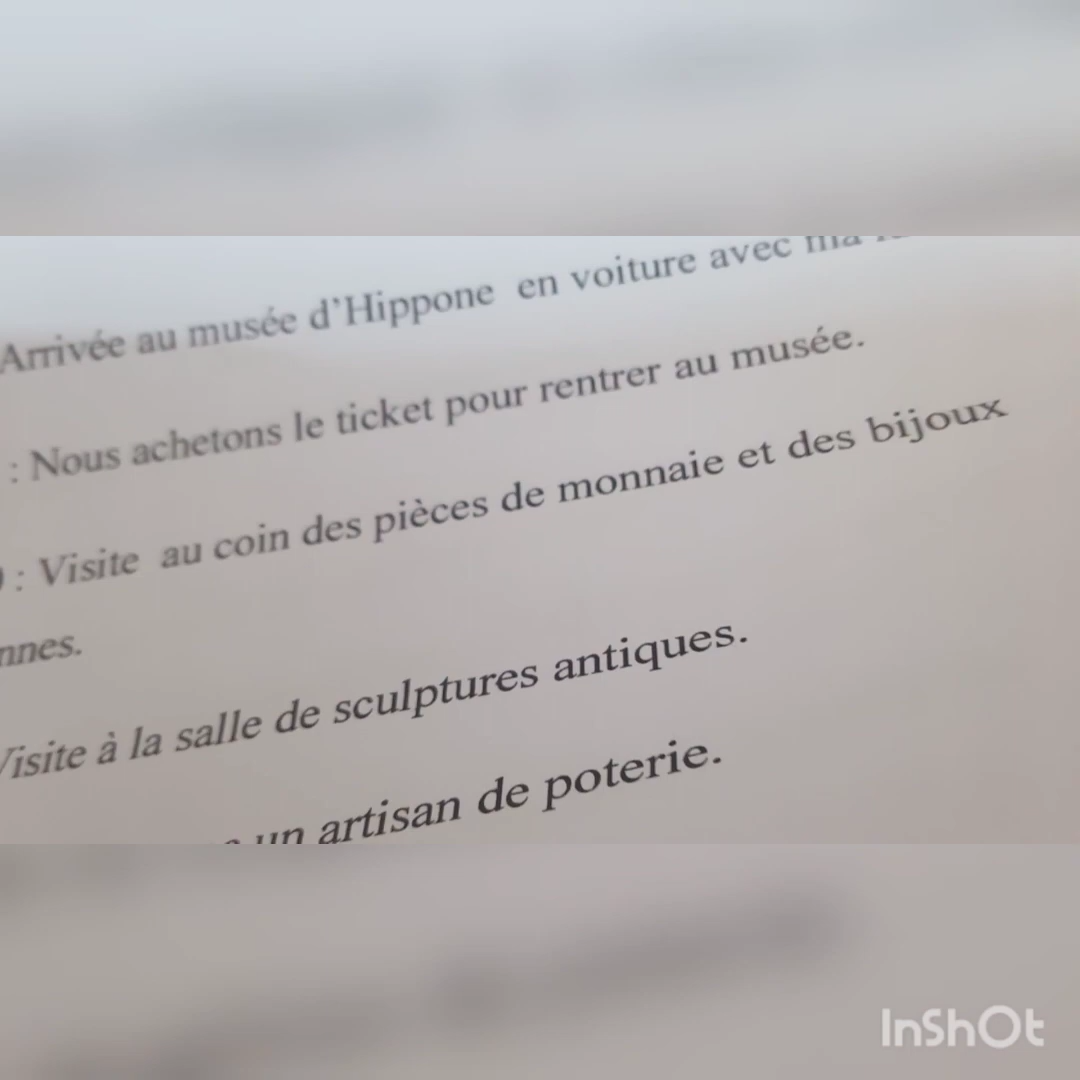 Arrivée au musée d'Hippone en voiture avec ma
: Nous achetons le ticket pour rentrer au musée.
: Visite au coin des pièces de monnaie et des bijoux
nnes.
Visite à la salle de sculptures antiques.
un artisan de poterie.
InShOt